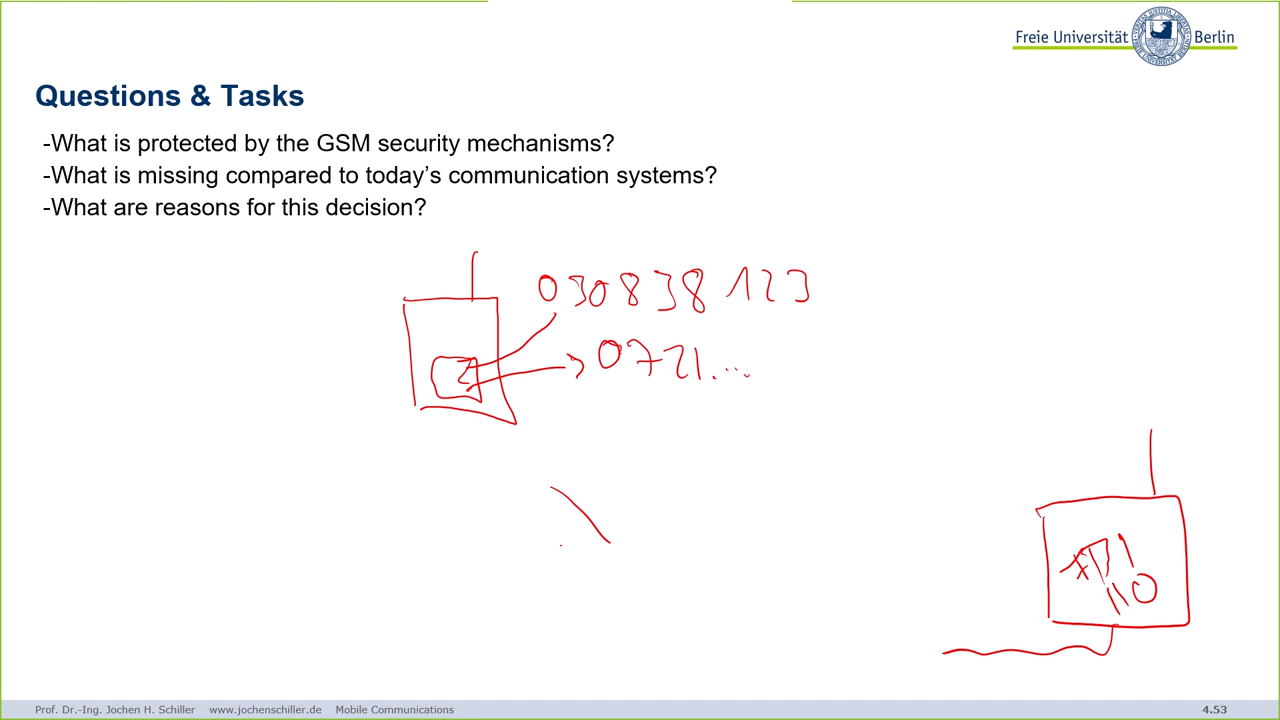 Freie Universität Berlin
Questions & Tasks
-What is protected by the GSM security mechanisms?
-What is missing compared to today’s communication systems?
-What are reasons for this decision?
030838 123
0721....
110
Prof. Dr.-Ing. Jochen H. Schiller www.jochenschiller.de Mobile Communications 4.53